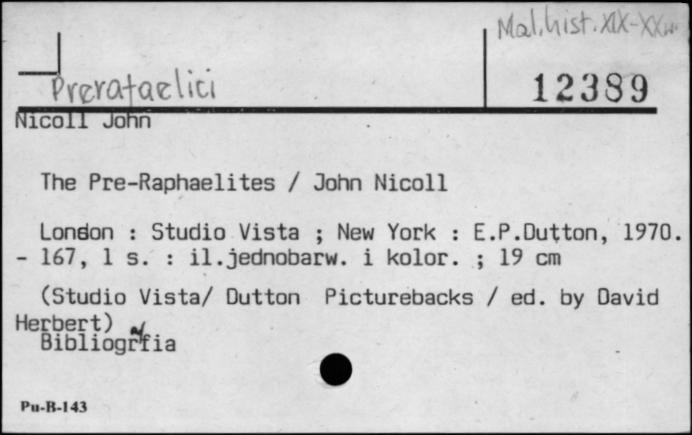 Mal.hist.XIX-XXw.
Prerafaelici
12389
Nicoll John
The Pre-Raphaelites / John Nicoll
London : Studio Vista ; New York : E.P.Dutton, 1970.
- 167, 1 s. : il.jednobarw. i kolor. ; 19 cm
(Studio Vista/ Dutton Picturebacks / ed. by David
Herbert)
Bibliografia
Pu-B-143